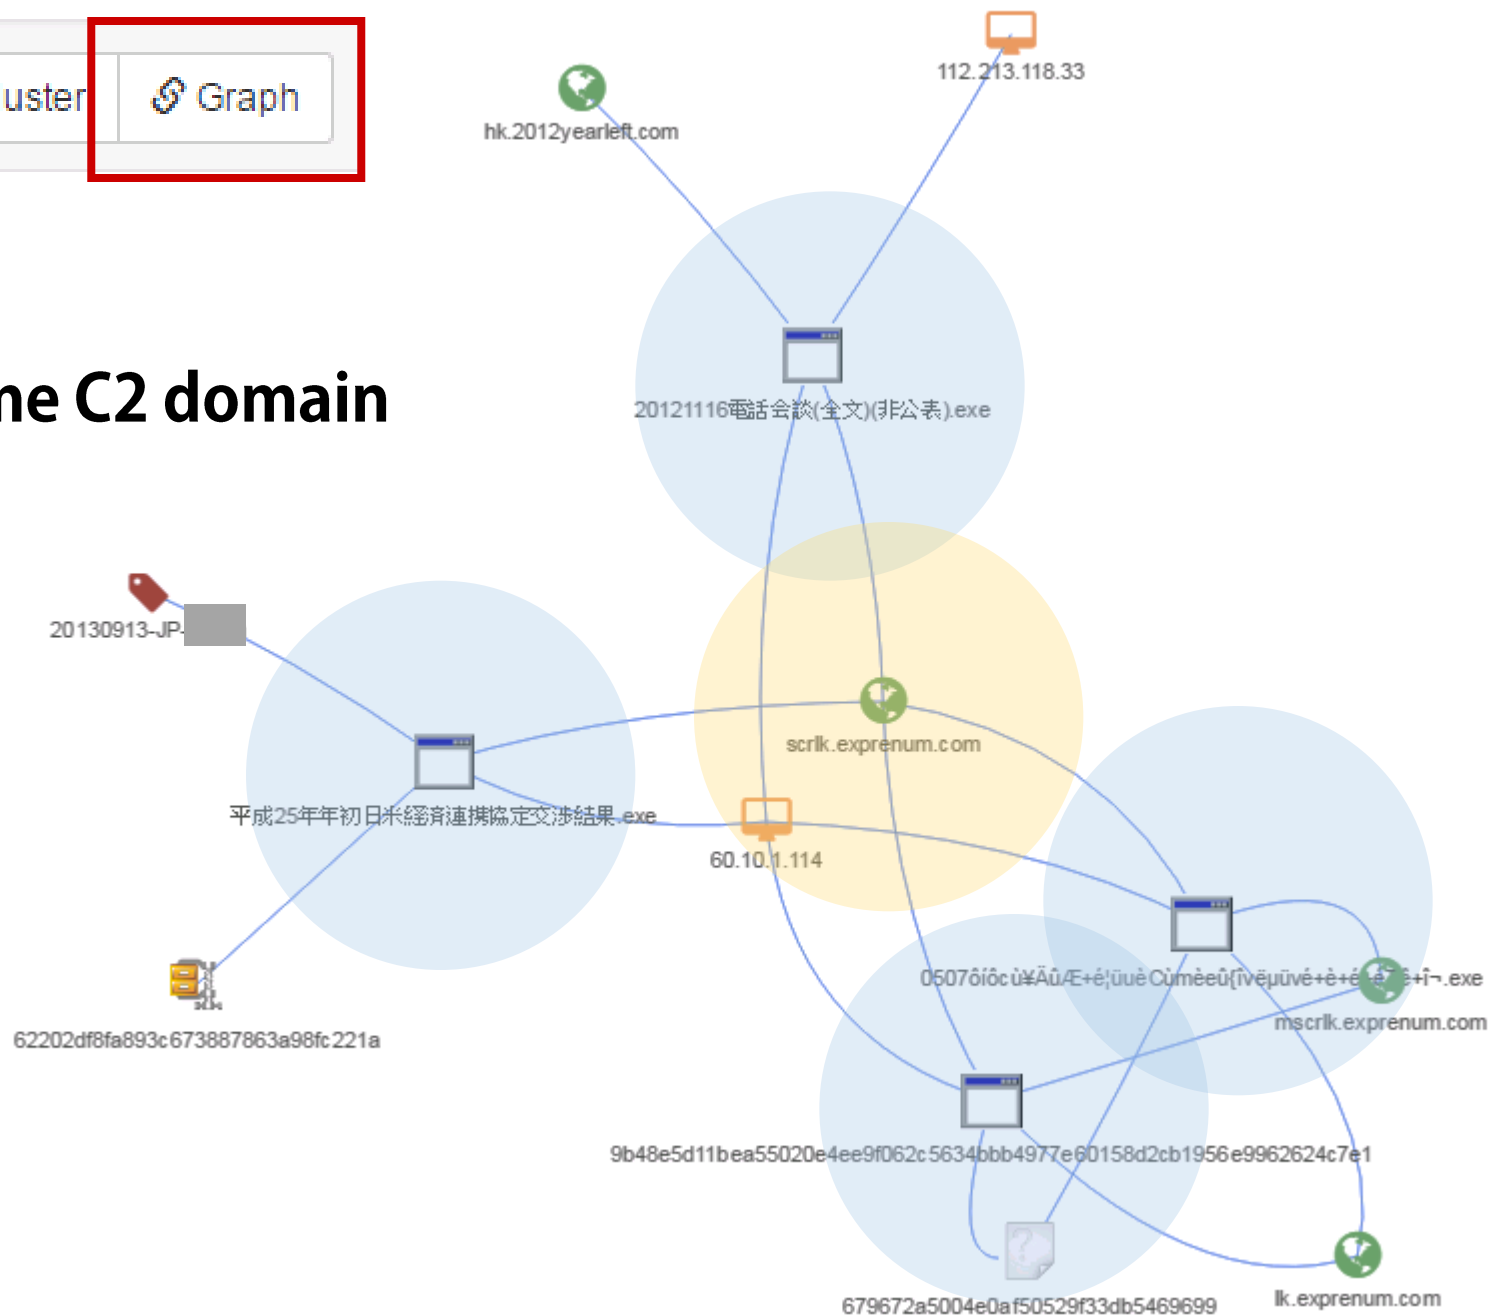 uster
Graph
112.213.118.33
hk.2012yearleft.com
ne C2 domain
20121116電話会談(全文)(非公表).exe
20130913-JP-
scrlk.exprenum.com
平成25年年初日米経済連携協定交渉結果.exe
60.10.1.114
mscrlk.exprenum.com
62202df8fa893c673887863a98fc221a
9b48e5d11bea55020e4ee9f062c5634bbb4977e60158d2cb1956e9962624c7e1
lk.exprenum.com
679672a5004e0af50529f33db5469699